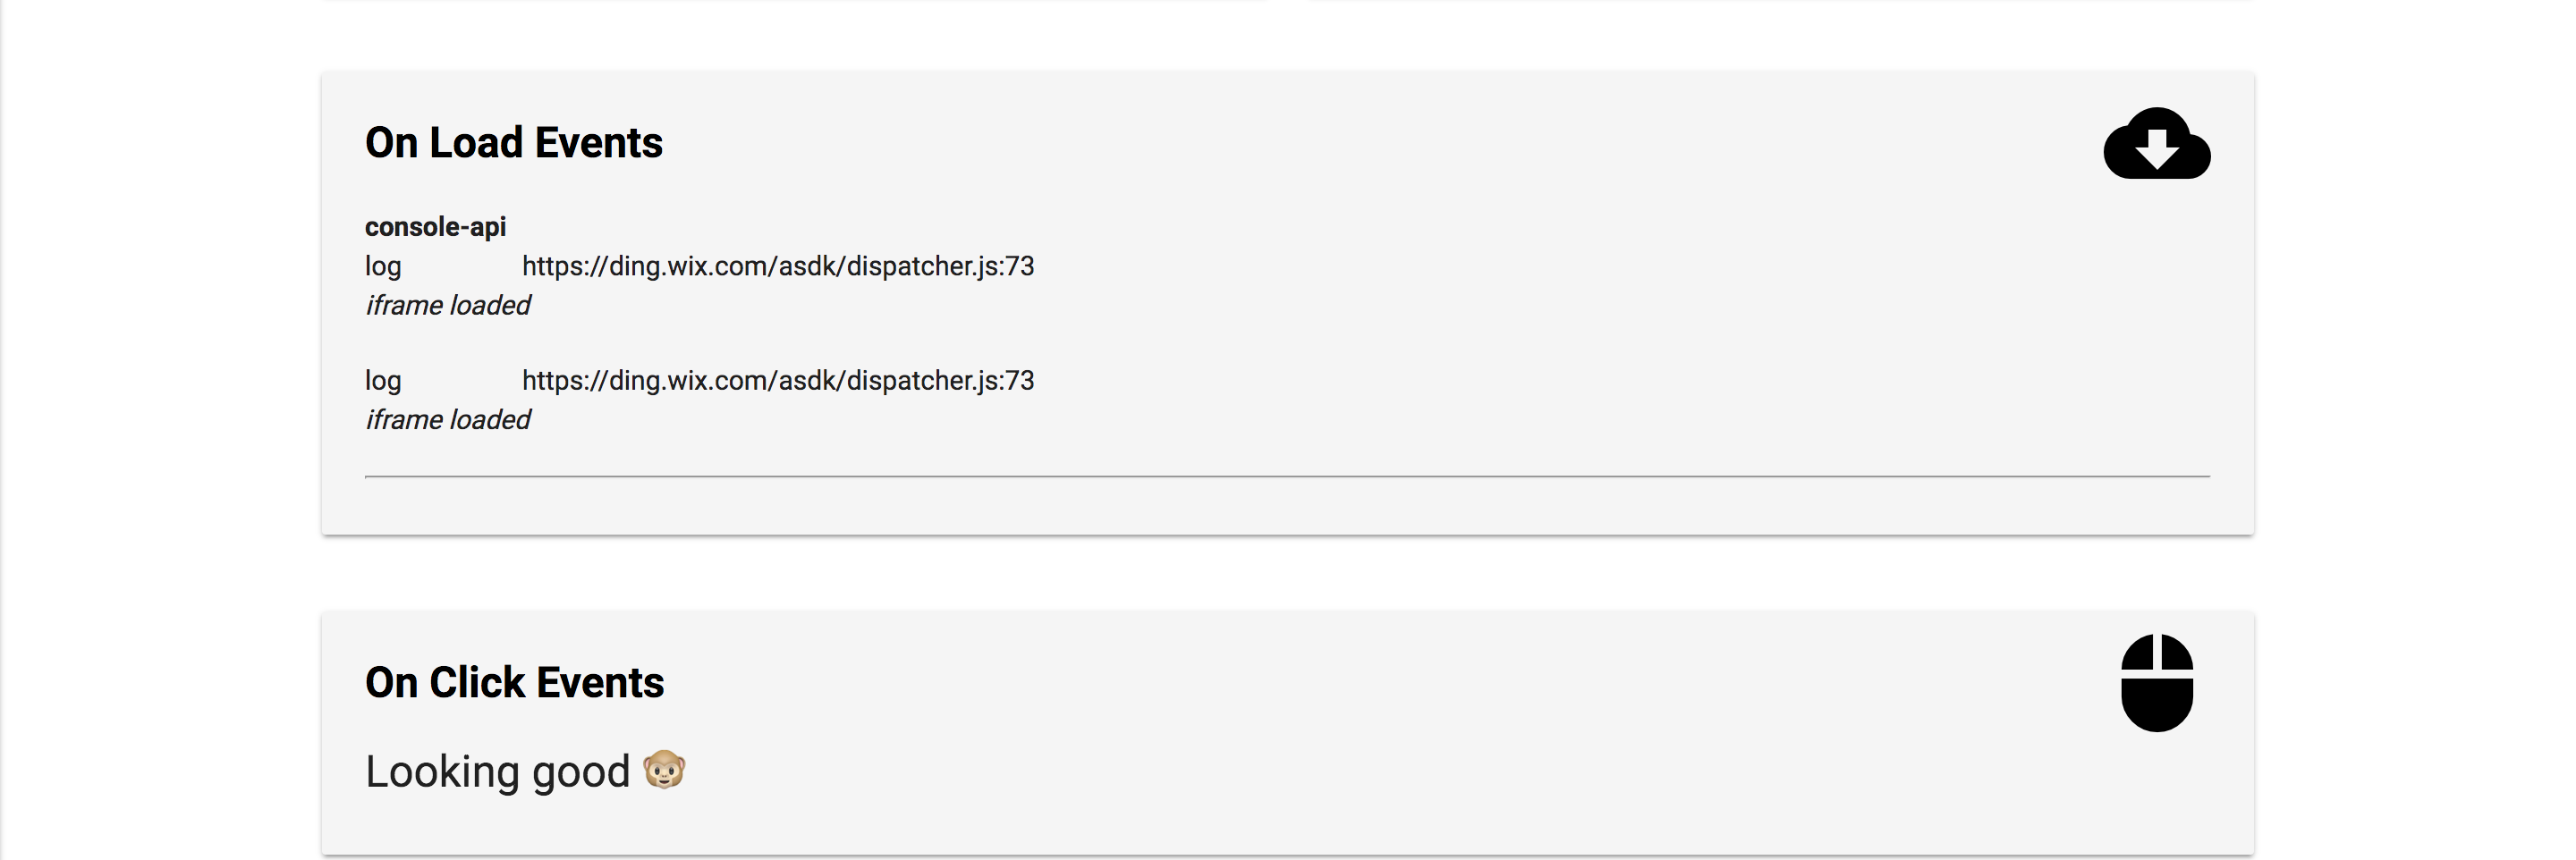 On Load Events
console-api
log https://ding.wix.com/asdk/dispatcher.js:73
iframe loaded
log https://ding.wix.com/asdk/dispatcher.js:73
iframe loaded
On Click Events
Looking good 🐵